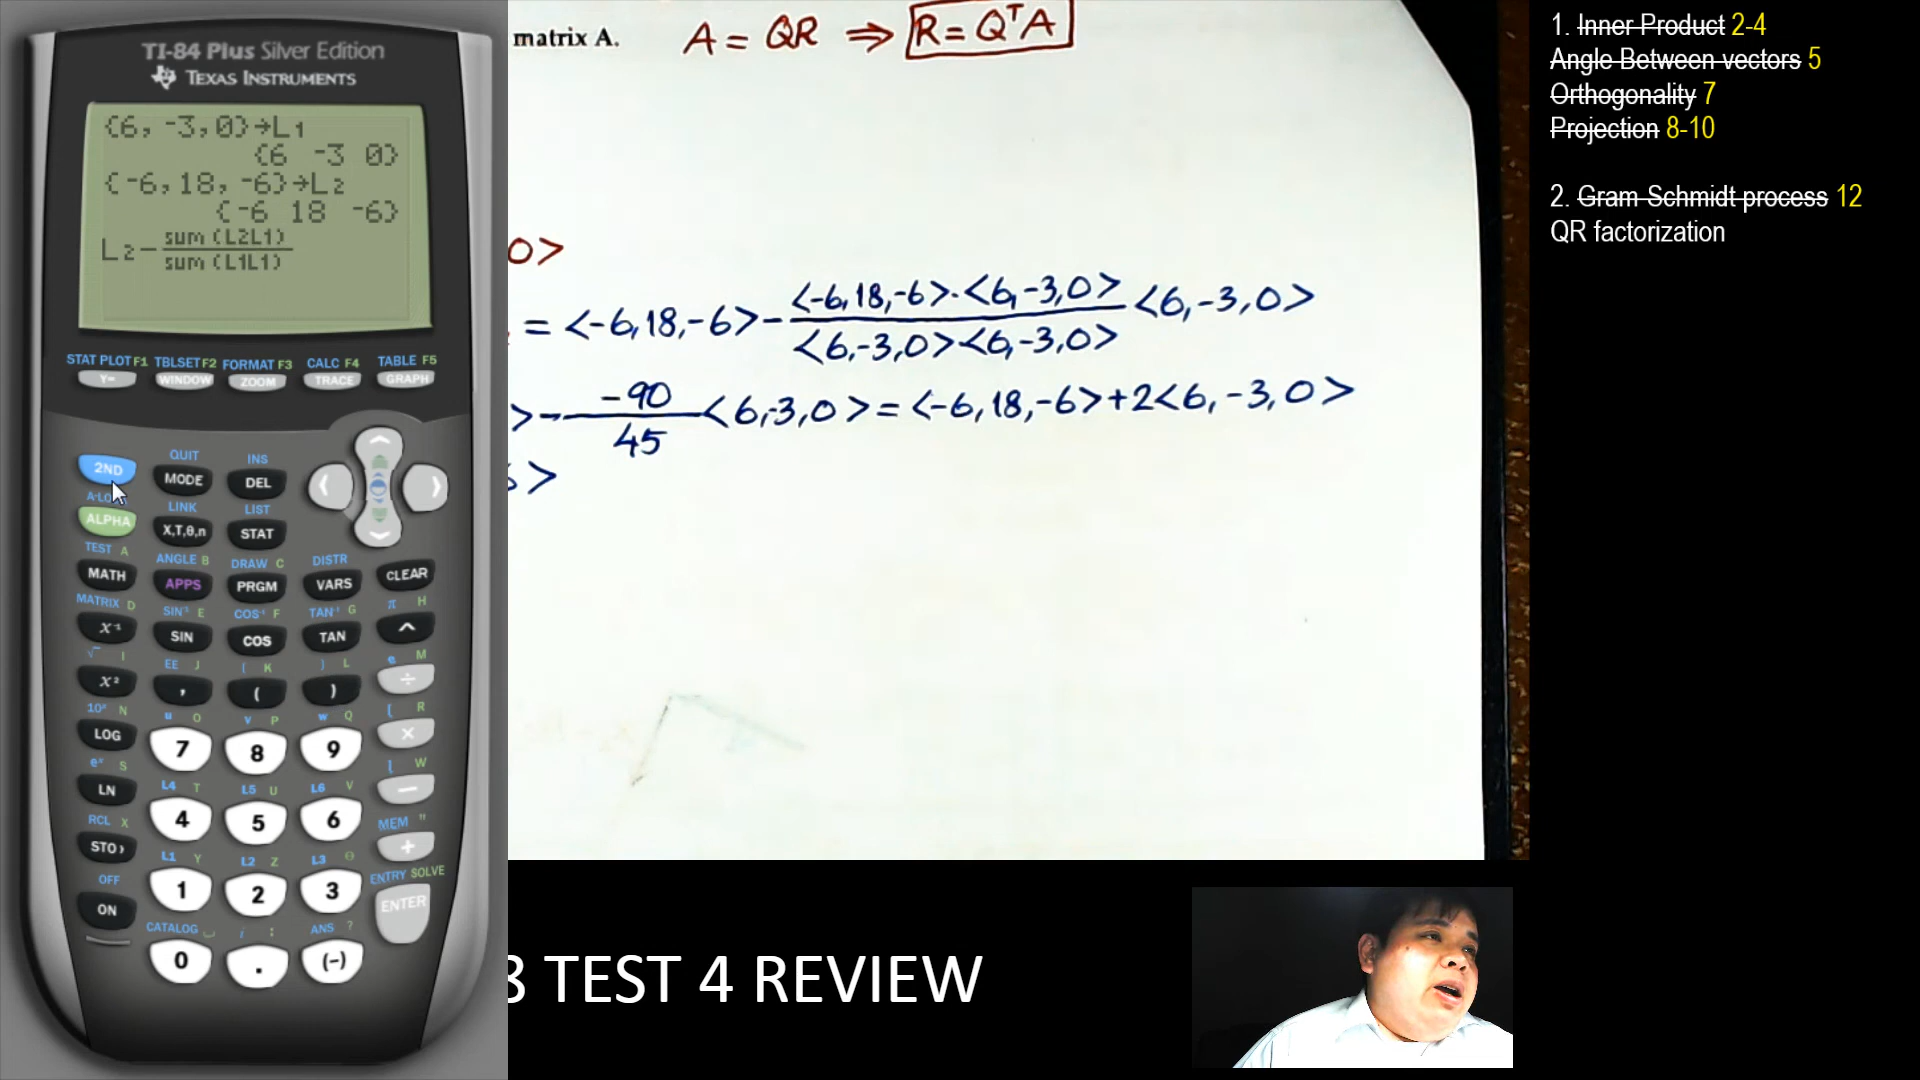 TI-84 Plus Silver Edition
TEXAS INSTRUMENTS
{6, -3,0}→L1
{6 -3 0}
{-6,18, -6}→L2
{-6 18 -6}
L2- sum(L2L1)
sum(L1L1)
STAT PLOT F1 TBLSET F2 FORMAT F3 CALC F4 TABLE F5
Y= WINDOW ZOOM TRACE GRAPH
QUIT INS
2ND MODE DEL
LINK LIST
ALPHA X,T,θ,n STAT
TEST A ANGLE B DRAW C DISTR
MATH APPS PRGM VARS CLEAR
MATRIX D SIN⁻¹ E COS⁻¹ F TAN⁻¹ G π H
X⁻¹ SIN COS TAN ^
√ I EE J { K } L e M
X² , ( ) ÷
10ˣ N u O v P w Q [ R
LOG 7 8 9 ×
eˣ S L4 T L5 U L6 V ] W
LN 4 5 6 −
RCL X L1 Y L2 Z L3 θ MEM "
STO› 1 2 3 +
OFF CATALOG i : ANS ? ENTRY SOLVE
ON 0 . (−) ENTER
matrix A. A = QR ⇒ R = QᵀA
0>
= <-6,18,-6> - <-6,18,-6>·<6,-3,0> <6,-3,0>
<6,-3,0>·<6,-3,0>
> - -90 <6,-3,0> = <-6,18,-6> + 2<6,-3,0>
45
>
TEST 4 REVIEW
1. Inner Product 2-4
Angle Between vectors 5
Orthogonality 7
Projection 8-10
2. Gram Schmidt process 12
QR factorization